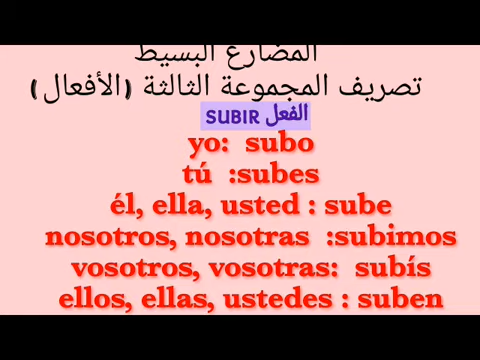 المضارع البسيط
تصريف المجموعة الثالثة (الأفعال)
الفعل SUBIR
yo: subo
tú :subes
él, ella, usted : sube
nosotros, nosotras :subimos
vosotros, vosotras: subís
ellos, ellas, ustedes : suben